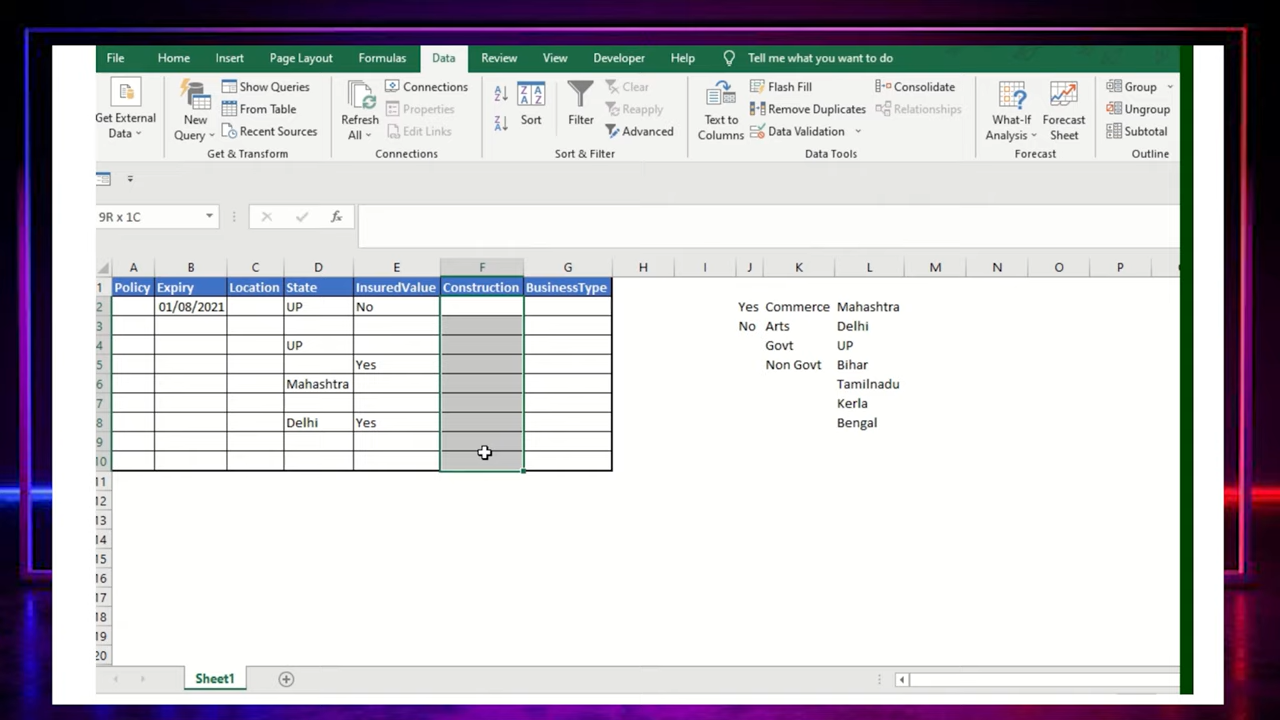 File Home Insert Page Layout Formulas Data Review View Developer Help Tell me what you want to do
Get External Data
New Query
Show Queries
From Table
Recent Sources
Get & Transform
Refresh All
Connections
Properties
Edit Links
Connections
Sort
Filter
Clear
Reapply
Advanced
Sort & Filter
Text to Columns
Flash Fill
Remove Duplicates
Data Validation
Consolidate
Relationships
Data Tools
What-If Analysis
Forecast Sheet
Forecast
Group
Ungroup
Subtotal
Outline
9R x 1C fx
A B C D E F G H I J K L M N O P
1 Policy Expiry Location State InsuredValue Construction BusinessType
2 01/08/2021 UP No Yes Commerce Mahashtra
3 No Arts Delhi
4 UP Govt UP
5 Yes Non Govt Bihar
6 Mahashtra Tamilnadu
7 Kerla
8 Delhi Yes Bengal
9
10
11
12
13
14
15
16
17
18
19
20
Sheet1